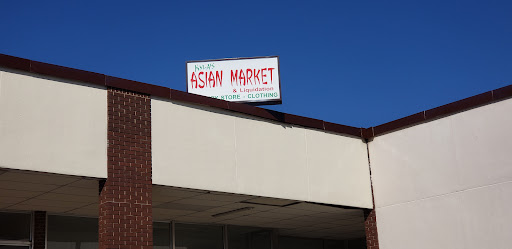 ASIAN MARKET
& Liquidation
STORE - CLOTHING